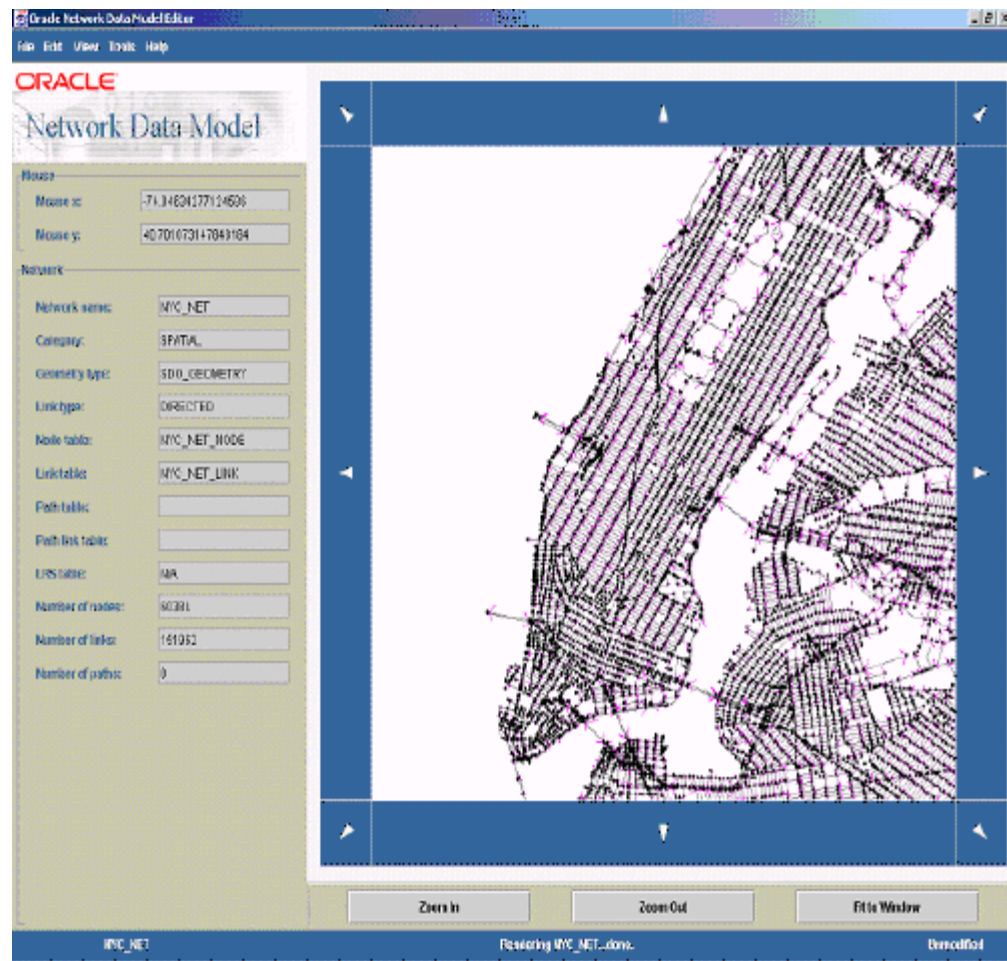 Oracle Network Data Model Editor
File Edit View Tools Help
ORACLE
Network Data Model
Mouse
Mouse x:
Mouse y:
Network
Network name: NYC_NET
Category: SPATIAL
Geometry type: SDO_GEOMETRY
Link type: DIRECTED
Node table: NYC_NET_NODE
Link table: NYC_NET_LINK
Path table:
Path link table:
LRS table: N/A
Number of nodes:
Number of links:
Number of paths: 0
Zoom In Zoom Out Fit to Window
NYC_NET Rendering NYC_NET...done. Unmodified